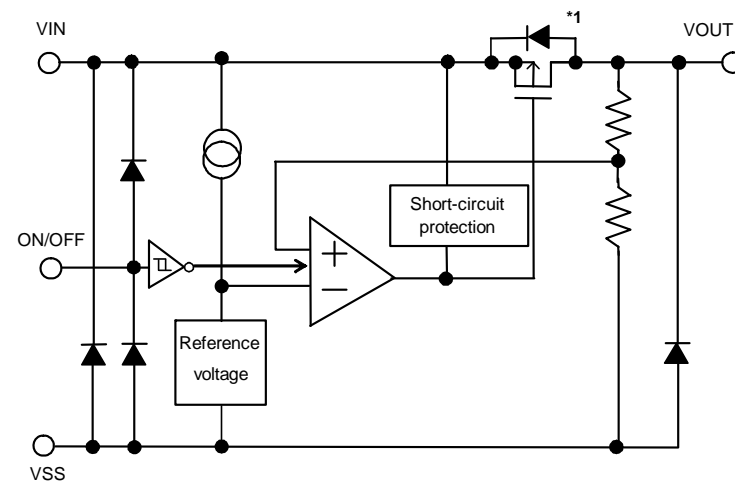 *1
VIN
VOUT
Short-circuit
protection
ON/OFF
+
−
Reference
voltage
VSS